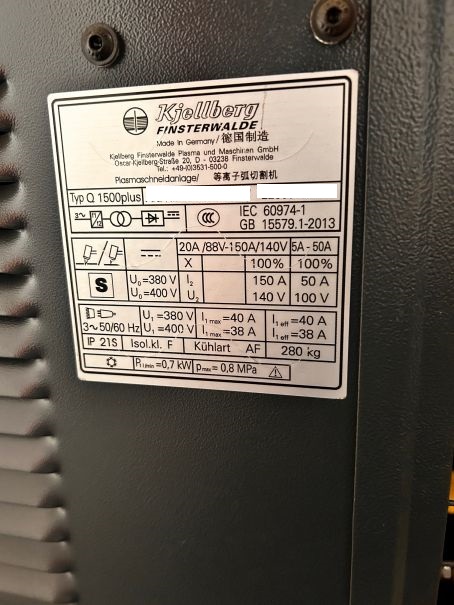 Kjellberg
FINSTERWALDE
Made in Germany/德国制造
Kjellberg Finsterwalde Plasma und Maschinen GmbH
Oscar-Kjellberg-Straße 20, D - 03238 Finsterwalde
Tel.: +49-(0)3531-500-0
Plasmaschneidanlage/ 等离子弧切割机
Typ Q 1500plus
3~ CCC IEC 60974-1
GB 15579.1-2013
20A /88V-150A/140V 5A - 50A
X 100% 100%
S U₀=380 V I₂ 150 A 50 A
U₀=400 V U₂ 140 V 100 V
U₁ =380 V I₁ max =40 A I₁ eff =40 A
3~50/60 Hz U₁ =400 V I₁ max =38 A I₁ eff =38 A
IP 21S Isol.kl. F Kühlart AF 280 kg
=0,7 kW pmax =0,8 MPa